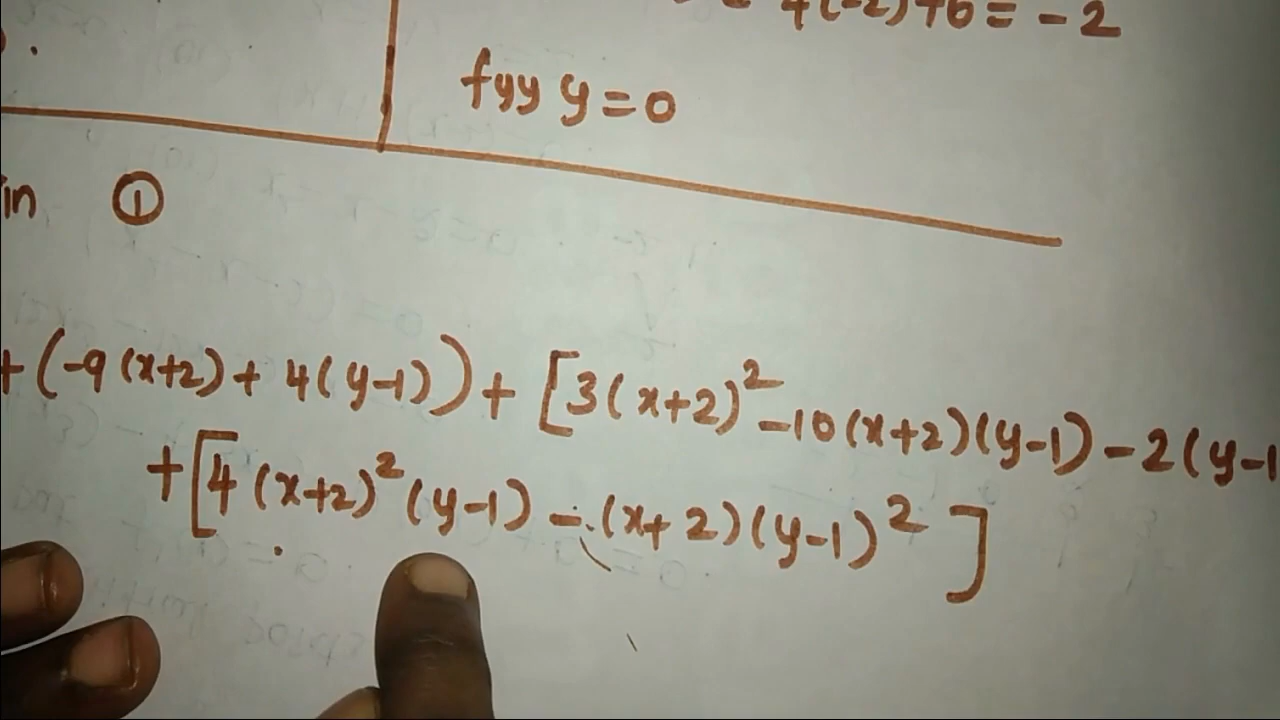 4(-2)+6 = -2
fyy y = 0
in ①
+ (-9(x+2) + 4(y-1)) + [3(x+2)² -10(x+2)(y-1) - 2(y-1
+ [4(x+2)²(y-1) - (x+2)(y-1)²]